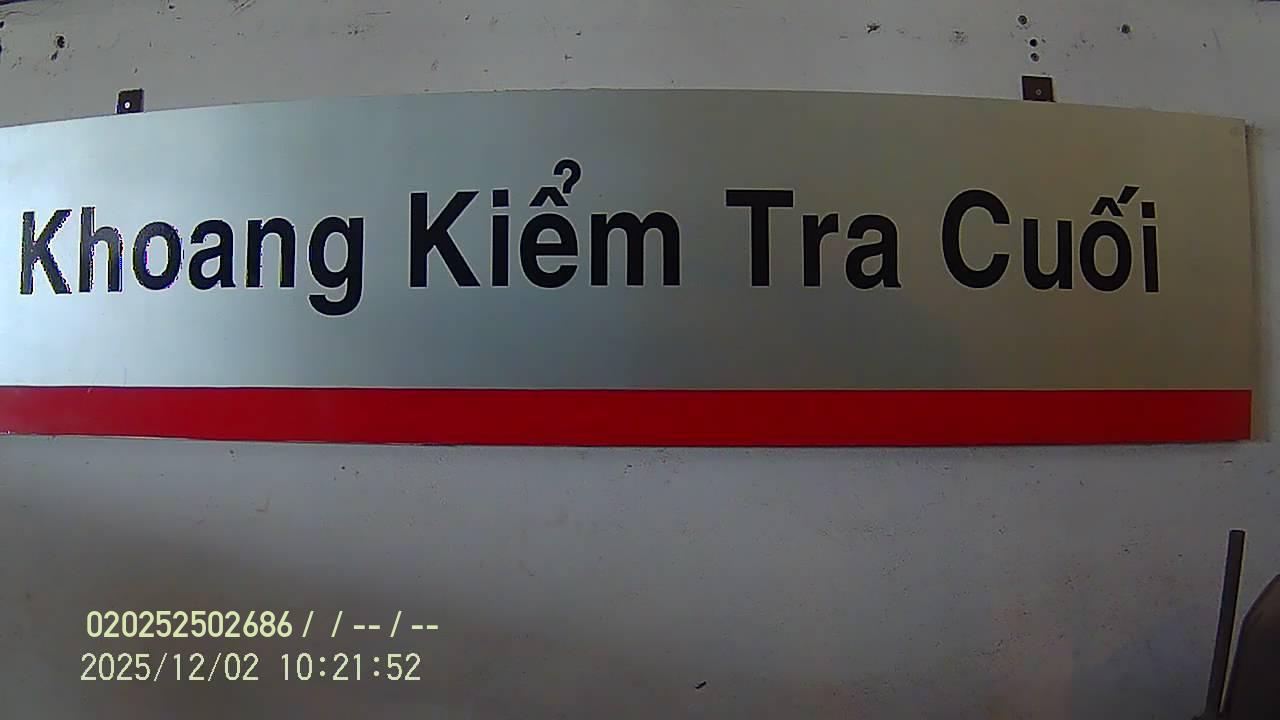 Khoang Kiểm Tra Cuối
020252502686 / / -- / --
2025/12/02 10:21:52